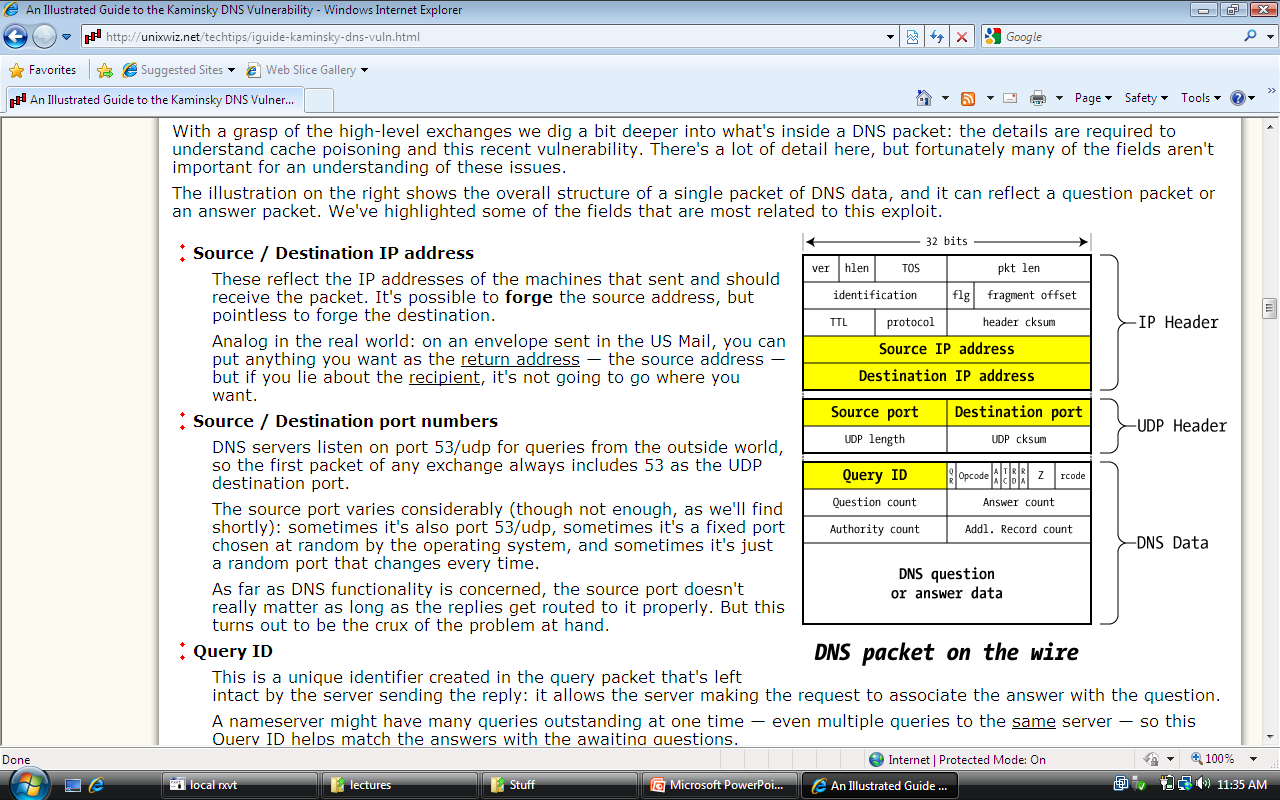 An Illustrated Guide to the Kaminsky DNS Vulnerability - Windows Internet Explorer
http://unixwiz.net/techtips/iguide-kaminsky-dns-vuln.html
Google
Favorites
Suggested Sites
Web Slice Gallery
An Illustrated Guide to the Kaminsky DNS Vulner...
Page
Safety
Tools
With a grasp of the high-level exchanges we dig a bit deeper into what's inside a DNS packet: the details are required to
understand cache poisoning and this recent vulnerability. There's a lot of detail here, but fortunately many of the fields aren't
important for an understanding of these issues.
The illustration on the right shows the overall structure of a single packet of DNS data, and it can reflect a question packet or
an answer packet. We've highlighted some of the fields that are most related to this exploit.
Source / Destination IP address
These reflect the IP addresses of the machines that sent and should
receive the packet. It's possible to forge the source address, but
pointless to forge the destination.
Analog in the real world: on an envelope sent in the US Mail, you can
put anything you want as the return address — the source address —
but if you lie about the recipient, it's not going to go where you
want.
Source / Destination port numbers
DNS servers listen on port 53/udp for queries from the outside world,
so the first packet of any exchange always includes 53 as the UDP
destination port.
The source port varies considerably (though not enough, as we'll find
shortly): sometimes it's also port 53/udp, sometimes it's a fixed port
chosen at random by the operating system, and sometimes it's just
a random port that changes every time.
As far as DNS functionality is concerned, the source port doesn't
really matter as long as the replies get routed to it properly. But this
turns out to be the crux of the problem at hand.
Query ID
This is a unique identifier created in the query packet that's left
intact by the server sending the reply: it allows the server making the request to associate the answer with the question.
A nameserver might have many queries outstanding at one time — even multiple queries to the same server — so this
Query ID helps match the answers with the awaiting questions.
32 bits
ver hlen TOS pkt len
identification flg fragment offset
TTL protocol header cksum
Source IP address
Destination IP address
IP Header
Source port Destination port
UDP length UDP cksum
UDP Header
Query ID QR Opcode AA TC RD RA Z rcode
Question count Answer count
Authority count Addl. Record count
DNS question
or answer data
DNS Data
DNS packet on the wire
Done
Internet | Protected Mode: On
100%
local rxvt
lectures
Stuff
Microsoft PowerPoi...
An Illustrated Guide ...
11:35 AM